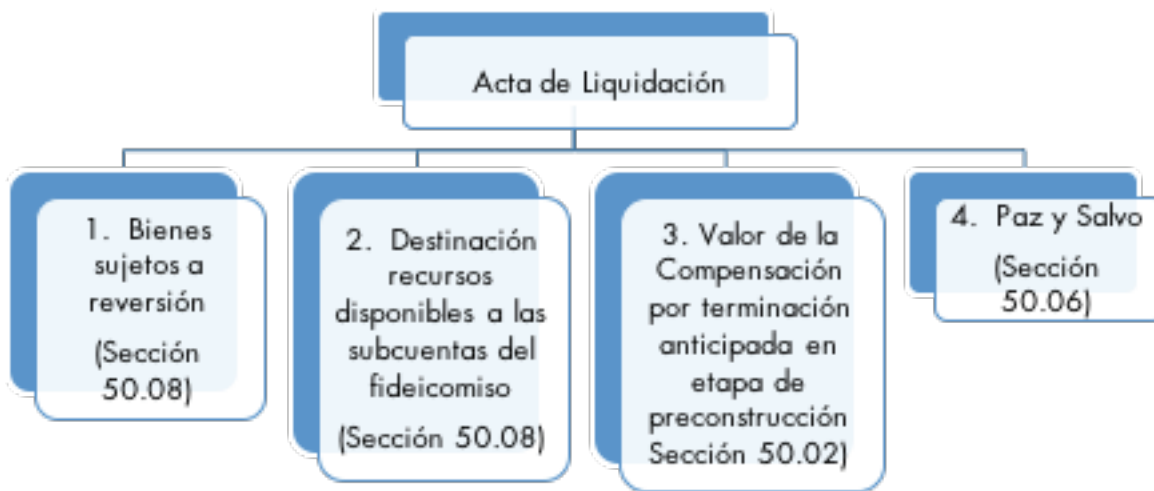 Acta de Liquidación
1. Bienes
sujetos a
reversión
(Sección
50.08)
2. Destinación
recursos
disponibles a las
subcuentas del
fideicomiso
(Sección 50.08)
3. Valor de la
Compensación
por terminación
anticipada en
etapa de
preconstrucción
Sección 50.02)
4. Paz y Salvo
(Sección
50.06)